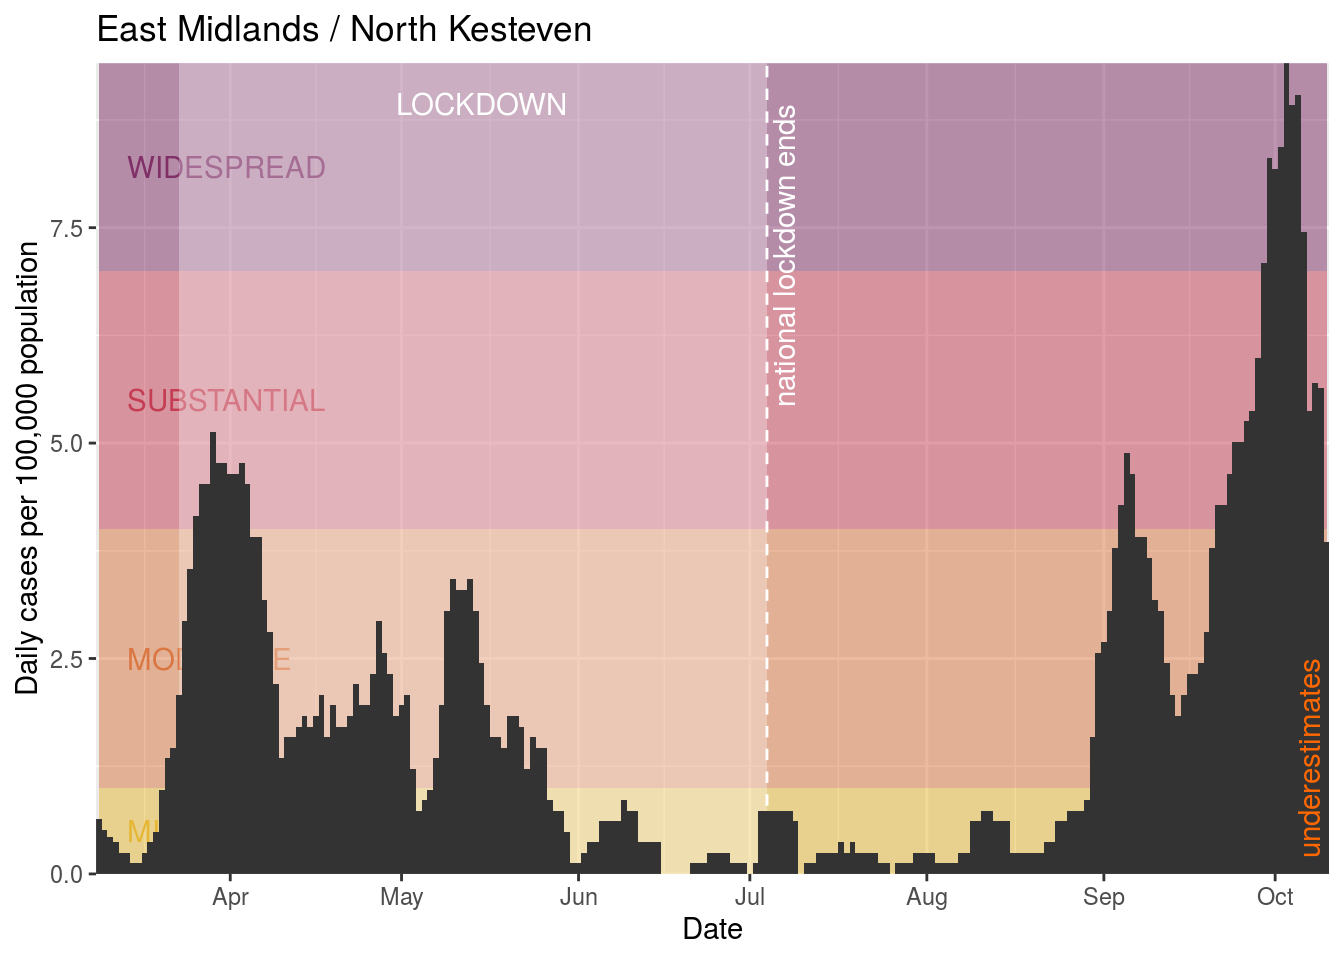 East Midlands / North Kesteven
LOCKDOWN
WIDESPREAD
SUBSTANTIAL
national lockdown ends
underestimates
Daily cases per 100,000 population
7.5
5.0
2.5
0.0
Apr
May
Jun
Jul
Aug
Sep
Oct
Date